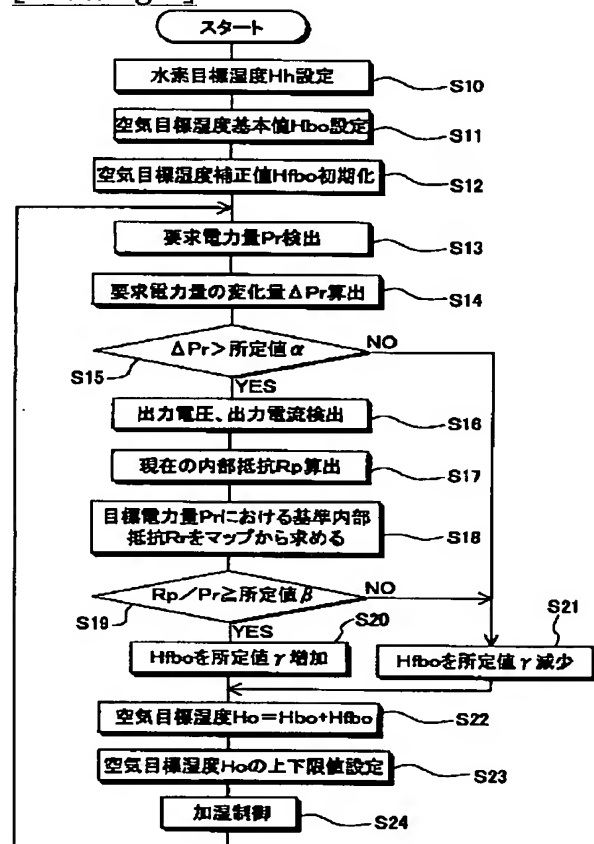 スタート
水素目標湿度Hh設定
S10
空気目標湿度基本値Hbo設定
S11
空気目標湿度補正値Hfbo初期化
S12
要求電力量Pr検出
S13
要求電力量の変化量ΔPr算出
S14
ΔPr>所定値α
NO
S15
YES
出力電圧、出力電流検出
S16
現在の内部抵抗Rp算出
S17
目標電力量Prにおける基準内部
抵抗Rrをマップから求める
S18
Rp/Pr≧所定値β
NO
S19
YES
S20
S21
Hfboを所定値γ増加
Hfboを所定値γ減少
空気目標湿度Ho=Hbo+Hfbo
S22
空気目標湿度Hoの上下限値設定
S23
加湿制御
S24